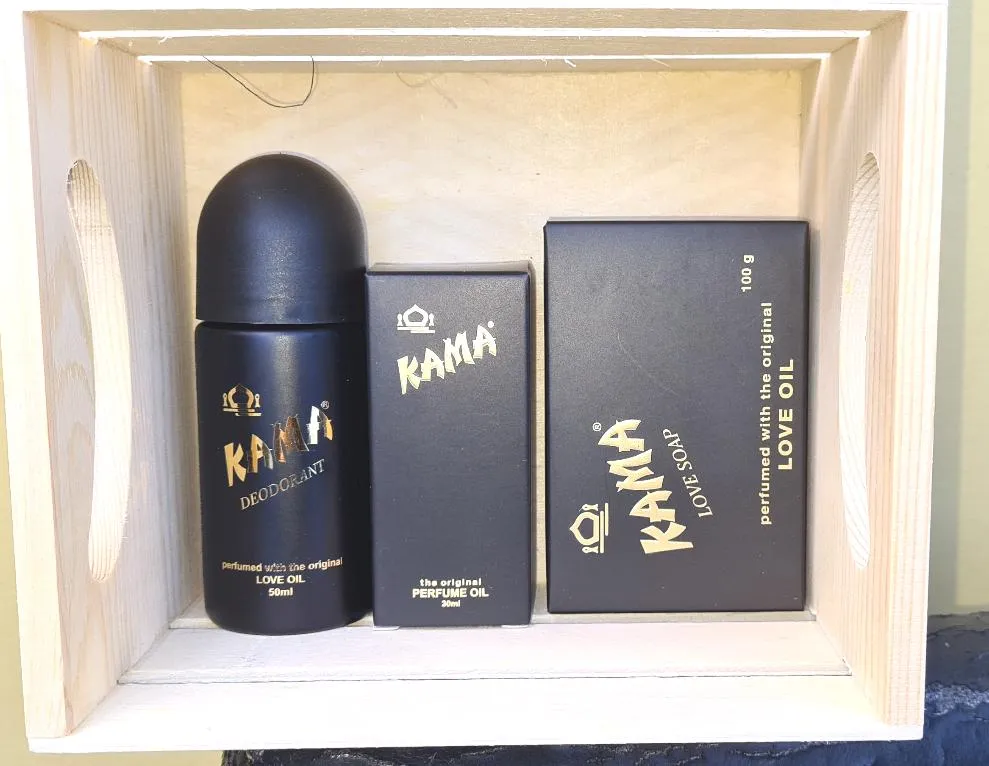 KAMA®
DEODORANT
perfumed with the original
LOVE OIL
50ml
KAMA®
the original
PERFUME OIL
20ml
KAMA®
LOVE SOAP
perfumed with the original
LOVE OIL
100 g